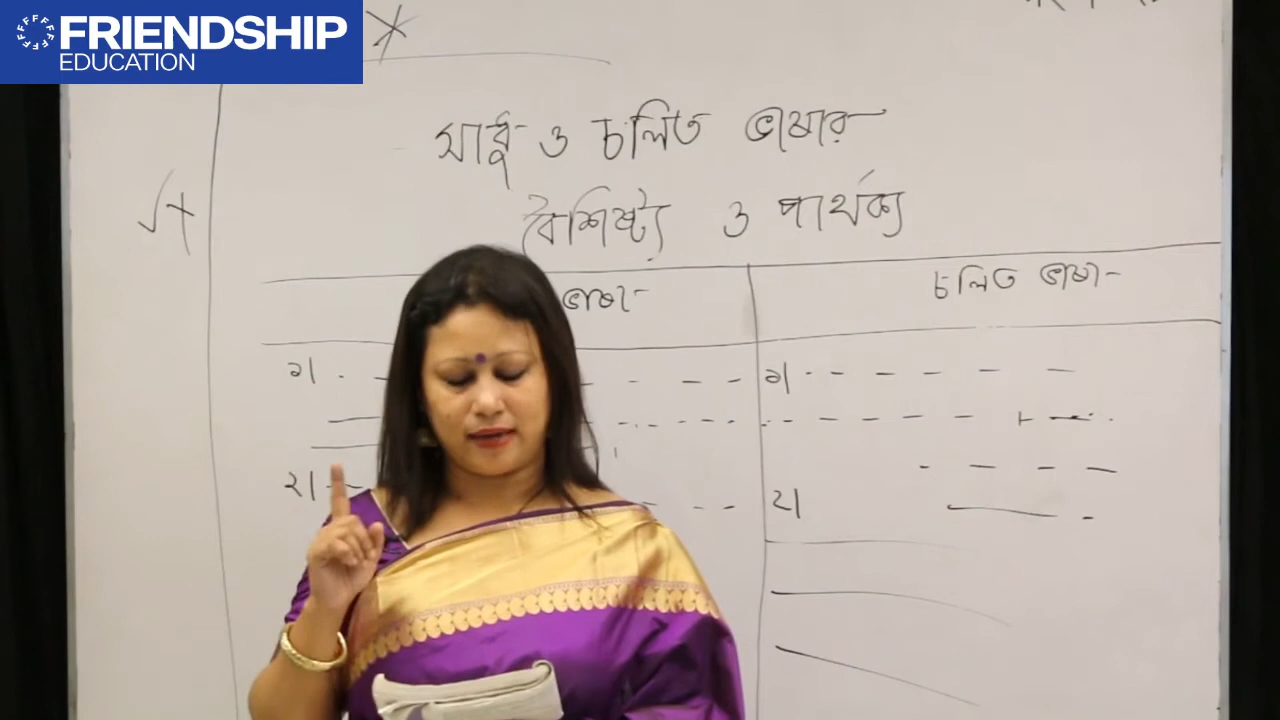 FRIENDSHIP
EDUCATION
সাধু ও চলিত ভাষার
বৈশিষ্ট্য ও পার্থক্য
ভাষা
চলিত ভাষা
১।
১।
২।
২।